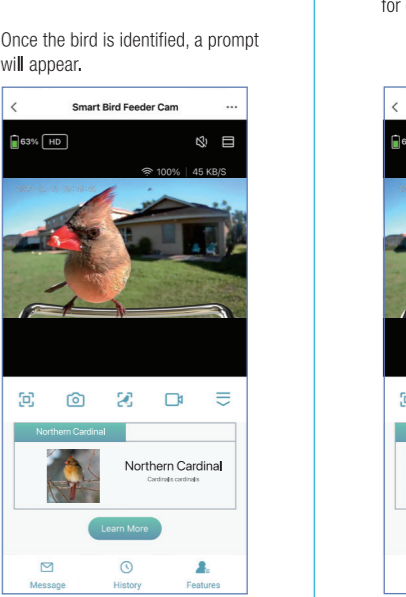 for
Once the bird is identified, a prompt
will appear.
Smart Bird Feeder Cam
63% HD
100% | 45 KB/S
6
Northern Cardinal
Northern Cardinal
Cardinalis cardinalis
Learn More
Message History Features